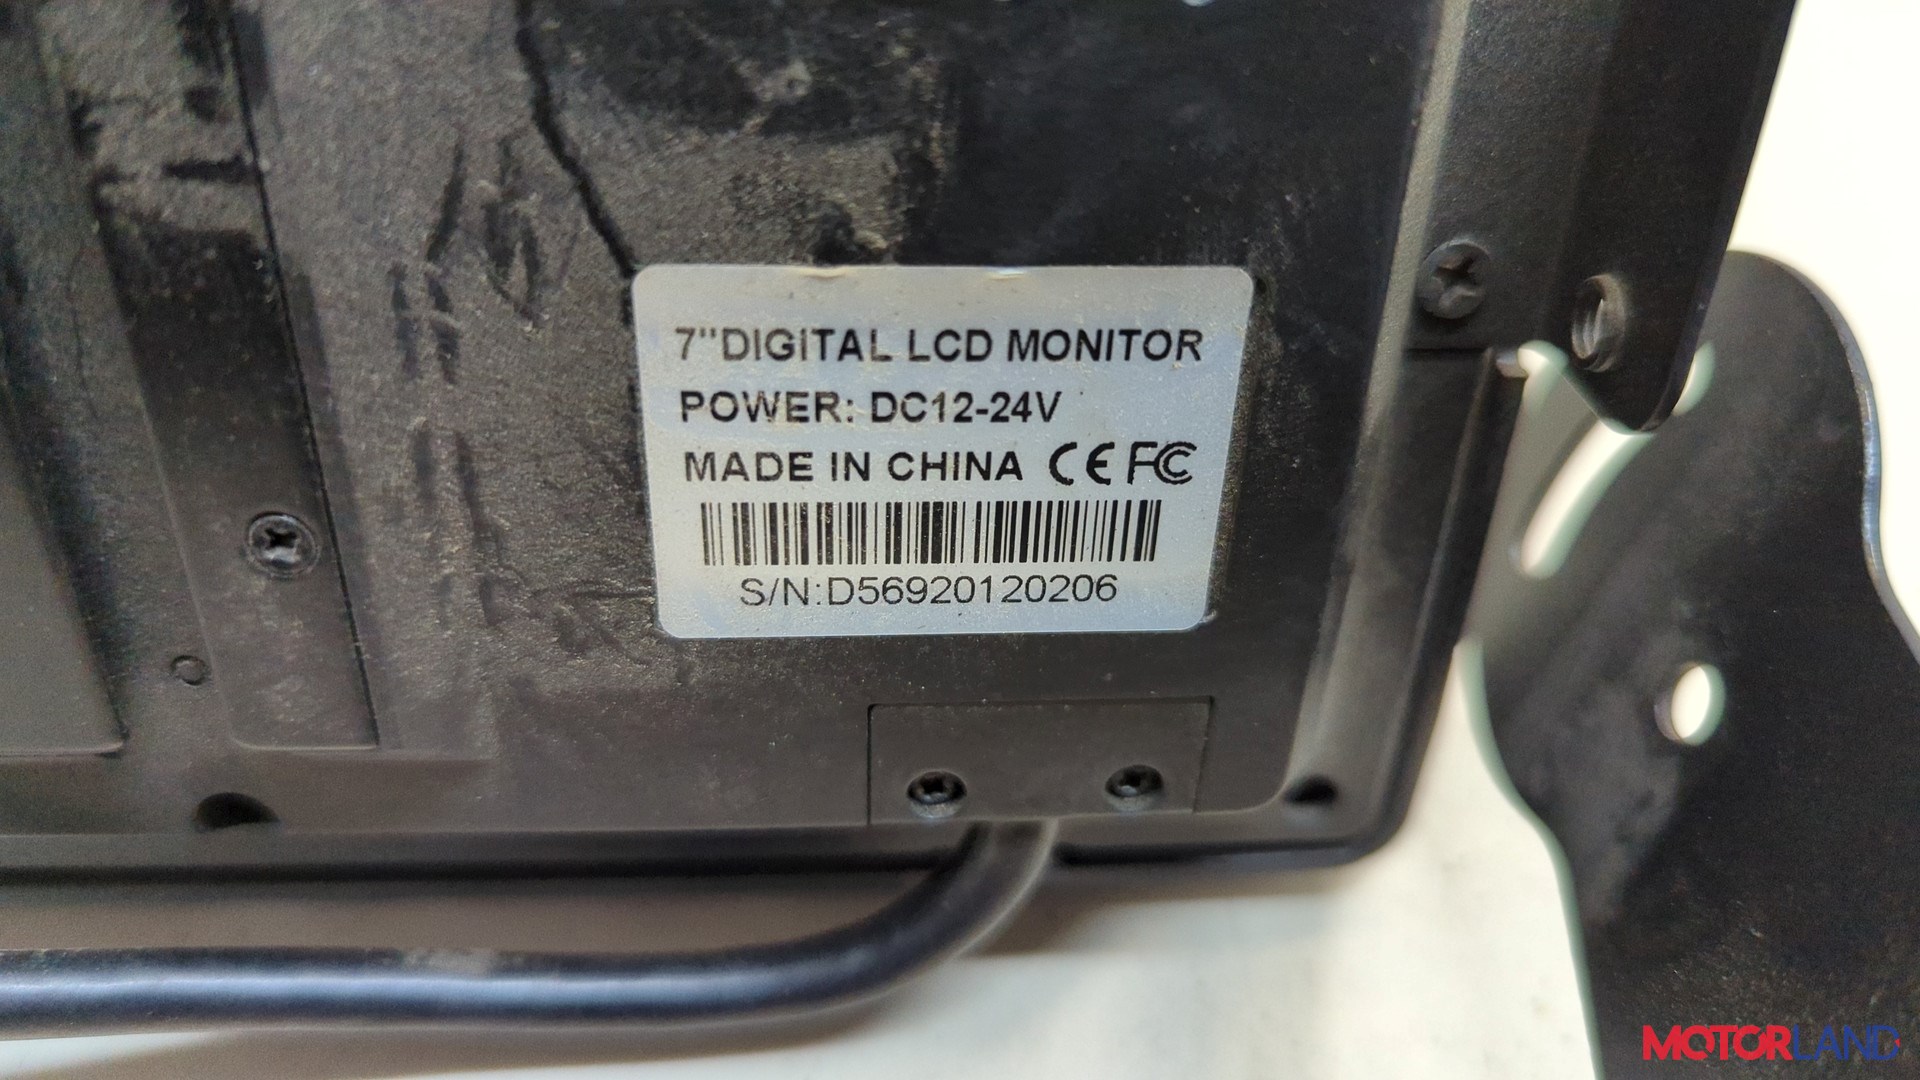 7"DIGITAL LCD MONITOR
POWER: DC12-24V
MADE IN CHINA CE FC
S/N:D56920120206
MOTORLAND